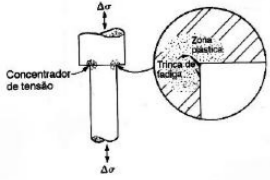 Δσ
Zona
plástica
Trinca de
fadiga
Concentrador
de tensão
Δσ